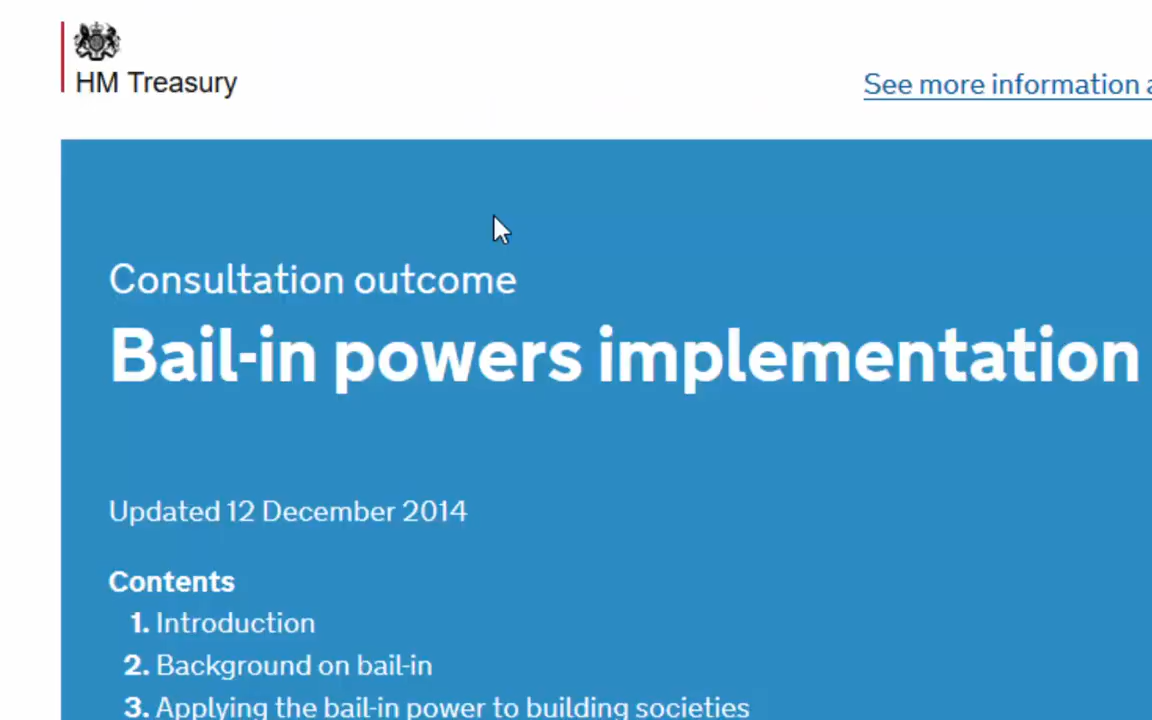 HM Treasury
See more information
Consultation outcome
Bail-in powers implementation
Updated 12 December 2014
Contents
1. Introduction
2. Background on bail-in
3. Applying the bail-in power to building societies